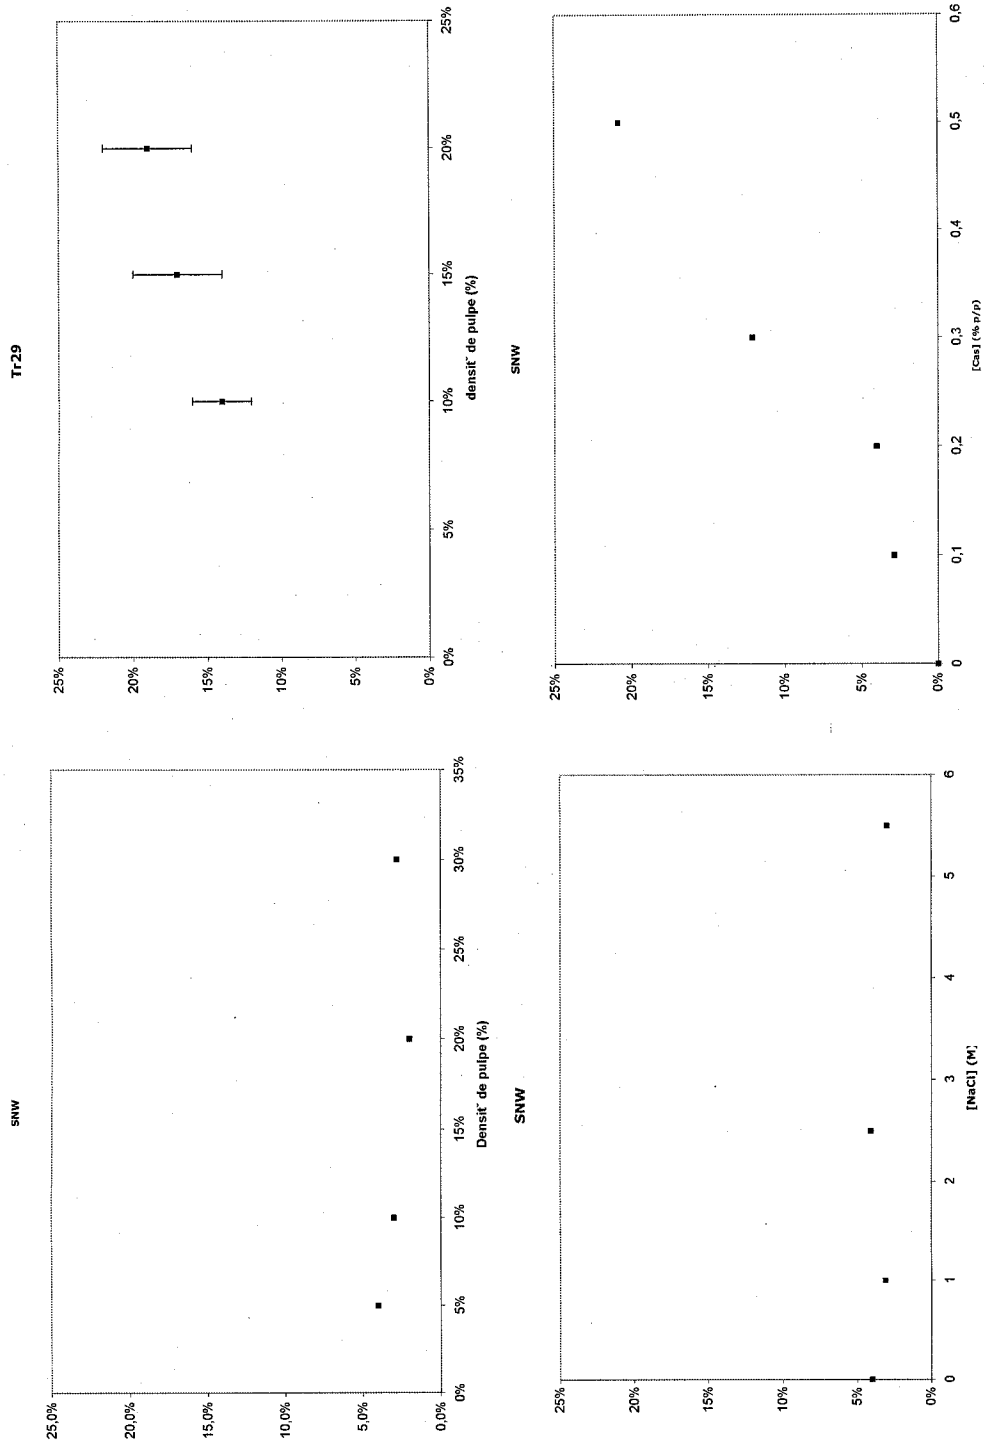 SNW
25,0%
20,0%
15,0%
10,0%
5,0%
0,0%
0% 5% 10% 15% 20% 25% 30% 35%
Densit˜ de pulpe (%)
Tr29
25%
20%
15%
10%
5%
0%
0% 5% 10% 15% 20% 25%
densit˜ de pulpe (%)
SNW
25%
20%
15%
10%
5%
0%
0 1 2 3 4 5 6
[NaCl] (M)
SNW
25%
20%
15%
10%
5%
0%
0 0,1 0,2 0,3 0,4 0,5 0,6
[Cas] (% p/p)